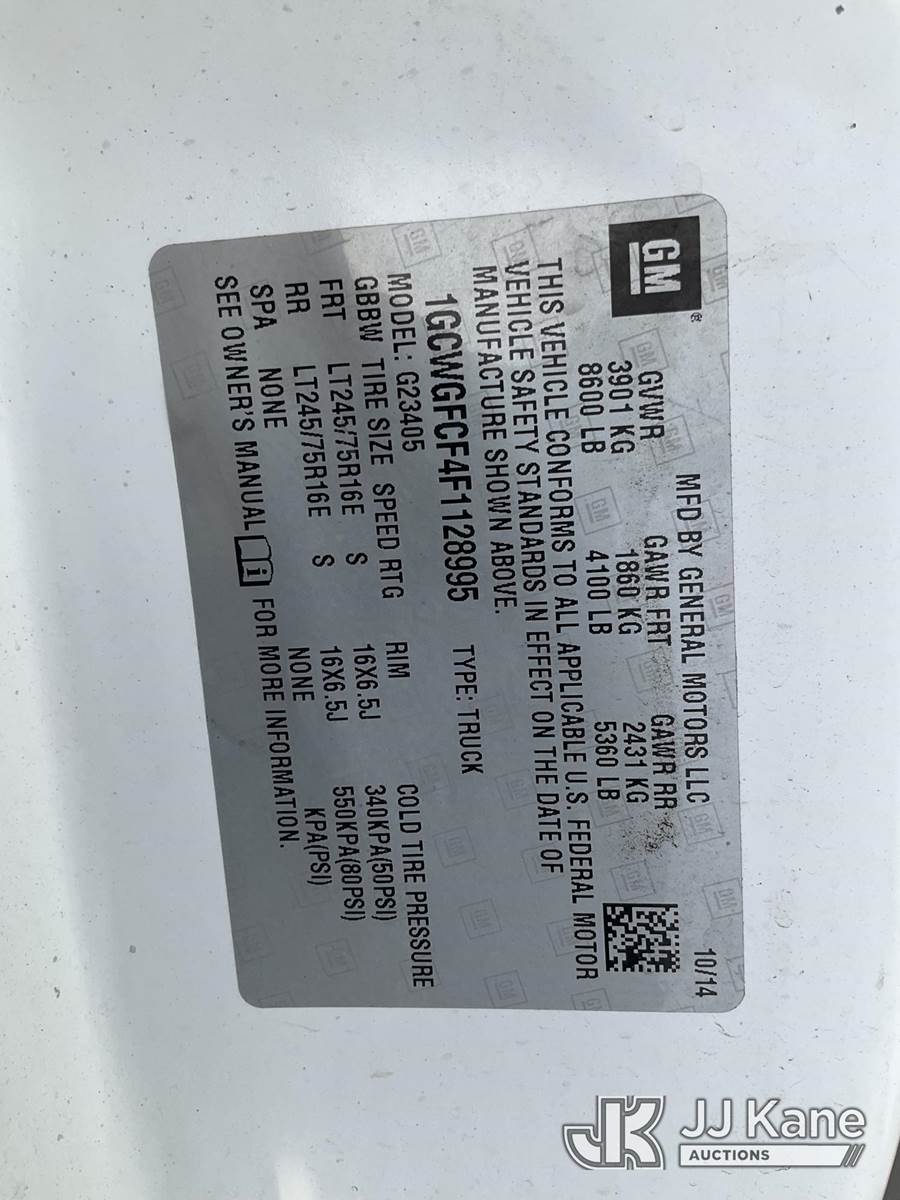 GM®
MFD BY GENERAL MOTORS LLC 10/14
GVWR GAWR FRT GAWR RR
3901 KG 1860 KG 2431 KG
8600 LB 4100 LB 5360 LB
THIS VEHICLE CONFORMS TO ALL APPLICABLE U.S. FEDERAL MOTOR
VEHICLE SAFETY STANDARDS IN EFFECT ON THE DATE OF
MANUFACTURE SHOWN ABOVE.
1GCWGFCF4F1128995 TYPE: TRUCK
MODEL: G23405
GBBW TIRE SIZE SPEED RTG RIM COLD TIRE PRESSURE
FRT LT245/75R16E S 16X6.5J 340KPA(50PSI)
RR LT245/75R16E S 16X6.5J 550KPA(80PSI)
SPA NONE NONE KPA(PSI)
SEE OWNER'S MANUAL FOR MORE INFORMATION.
JK JJ Kane
AUCTIONS